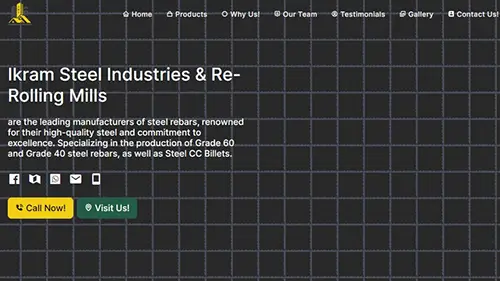 Home Products Why Us! Our Team Testimonials Gallery Contact Us!
Ikram Steel Industries & Re-
Rolling Mills
are the leading manufacturers of steel rebars, renowned
for their high-quality steel and commitment to
excellence. Specializing in the production of Grade 60
and Grade 40 steel rebars, as well as Steel CC Billets.
Call Now! Visit Us!